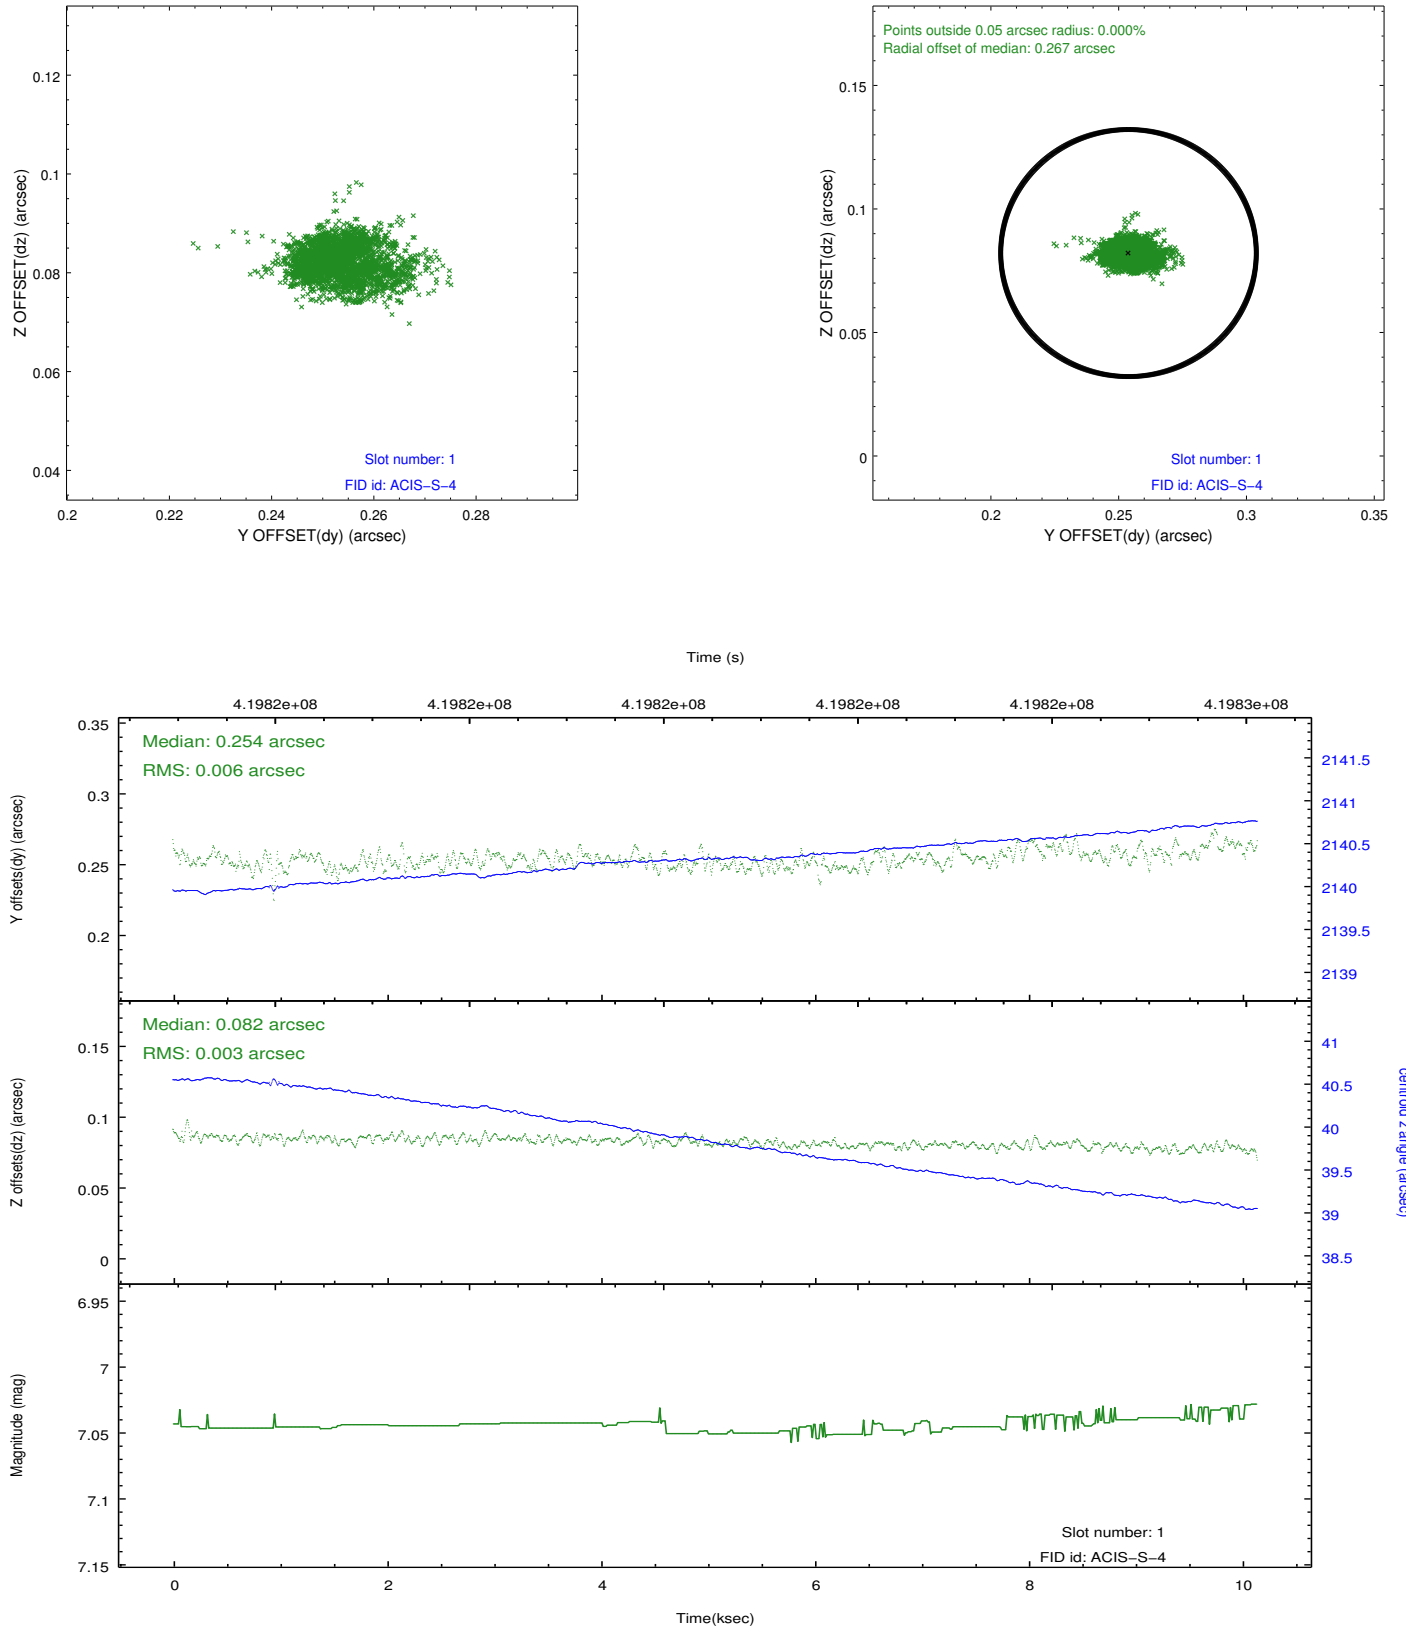 0.12
0.1
0.08
0.06
0.04
Z OFFSET(dz) (arcsec)
Slot number: 1
FID id: ACIS-S-4
0.2 0.22 0.24 0.26 0.28
Y OFFSET(dy) (arcsec)
Points outside 0.05 arcsec radius: 0.000%
Radial offset of median: 0.267 arcsec
0.15
0.1
0.05
0
Z OFFSET(dz) (arcsec)
Slot number: 1
FID id: ACIS-S-4
0.2 0.25 0.3 0.35
Y OFFSET(dy) (arcsec)
Time (s)
4.1982e+08 4.1982e+08 4.1982e+08 4.1982e+08 4.1982e+08 4.1983e+08
Median: 0.254 arcsec
RMS: 0.006 arcsec
0.35
0.3
0.25
0.2
Y offsets(dy) (arcsec)
2141.5
2141
2140.5
2140
2139.5
2139
Median: 0.082 arcsec
RMS: 0.003 arcsec
0.15
0.1
0.05
0
Z offsets(dz) (arcsec)
41
40.5
40
39.5
39
38.5
centroid z angle (arcsec)
6.95
7
7.05
7.1
7.15
Magnitude (mag)
Slot number: 1
FID id: ACIS-S-4
0 2 4 6 8 10
Time(ksec)